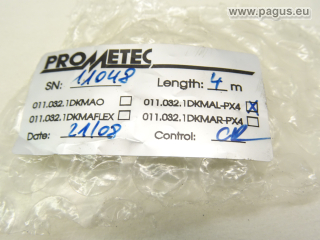 www.pagus.eu
PROMETEC
SN: 11048 Length: 4 m
011.032.1DKMAO 011.032.1DKMAL-PX4
011.032.1DKMAFLEX 011.032.1DKMAR-PX4
Date: 21/08 Control: